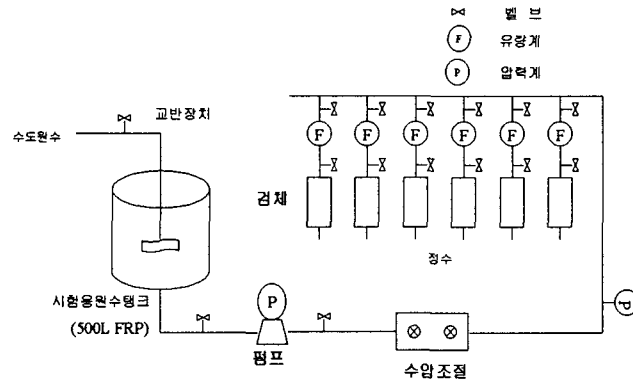 벨브
F 유량계
P 압력계
교반장치
수도원수
F F F F F F
검체
정수
시험용원수탱크
(500L FRP)
P
펌프
수압조절
P